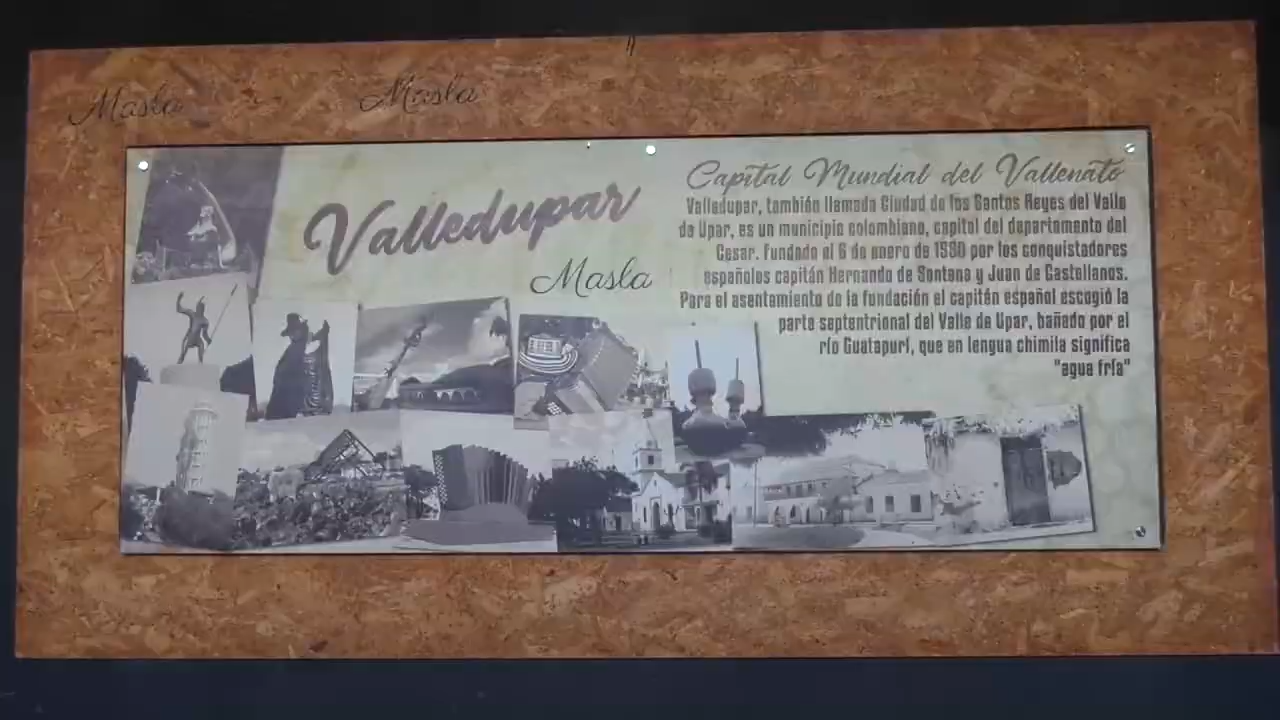 Masla
Masla
Valledupar
Masla
Capital Mundial del Vallenato
Valledupar, también llamada Ciudad de los Santos Reyes del Valle
de Upar, es un municipio colombiano, capital del departamento del
Cesar. Fundado el 6 de enero de 1550 por los conquistadores
españoles capitán Hernando de Santana y Juan de Castellanos.
Para el asentamiento de la fundación el capitán español escogió la
parte septentrional del Valle de Upar, bañado por el
río Guatapurí, que en lengua chimila significa
"agua fría"